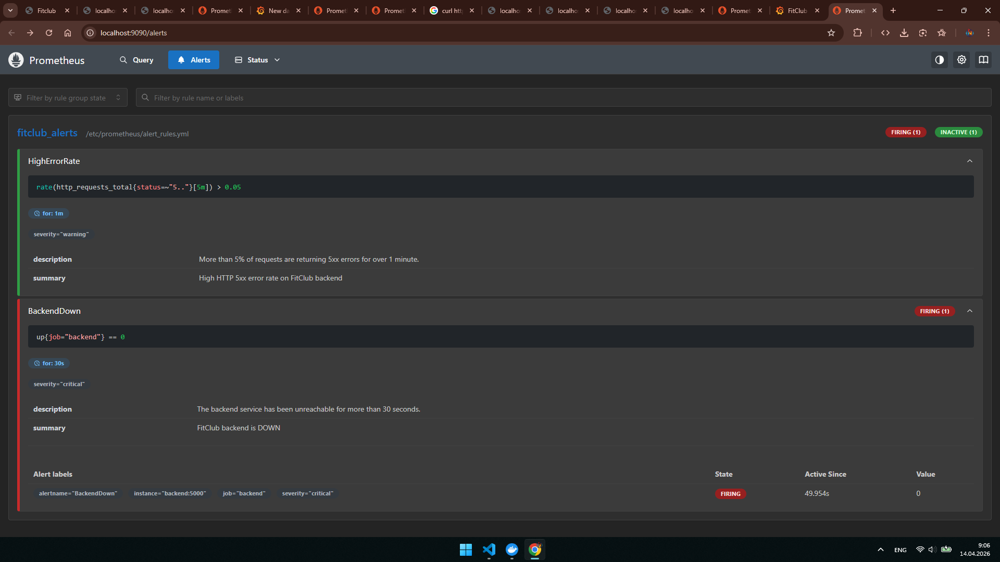 Fitclub
localho
localho
Promet
New da
Promet
Promet
curl htt
localho
localho
localho
localho
Promet
FitClub
Promet
localhost:9090/alerts
Prometheus
Query
Alerts
Status
Filter by rule group state
Filter by rule name or labels
fitclub_alerts /etc/prometheus/alert_rules.yml
FIRING (1)
INACTIVE (1)
HighErrorRate
rate(http_requests_total{status=~"5.."}[5m]) > 0.05
for: 1m
severity="warning"
description More than 5% of requests are returning 5xx errors for over 1 minute.
summary High HTTP 5xx error rate on FitClub backend
BackendDown
FIRING (1)
up{job="backend"} == 0
for: 30s
severity="critical"
description The backend service has been unreachable for more than 30 seconds.
summary FitClub backend is DOWN
Alert labels State Active Since Value
alertname="BackendDown" instance="backend:5000" job="backend" severity="critical" FIRING 49.954s 0
ENG
9:06
14.04.2026